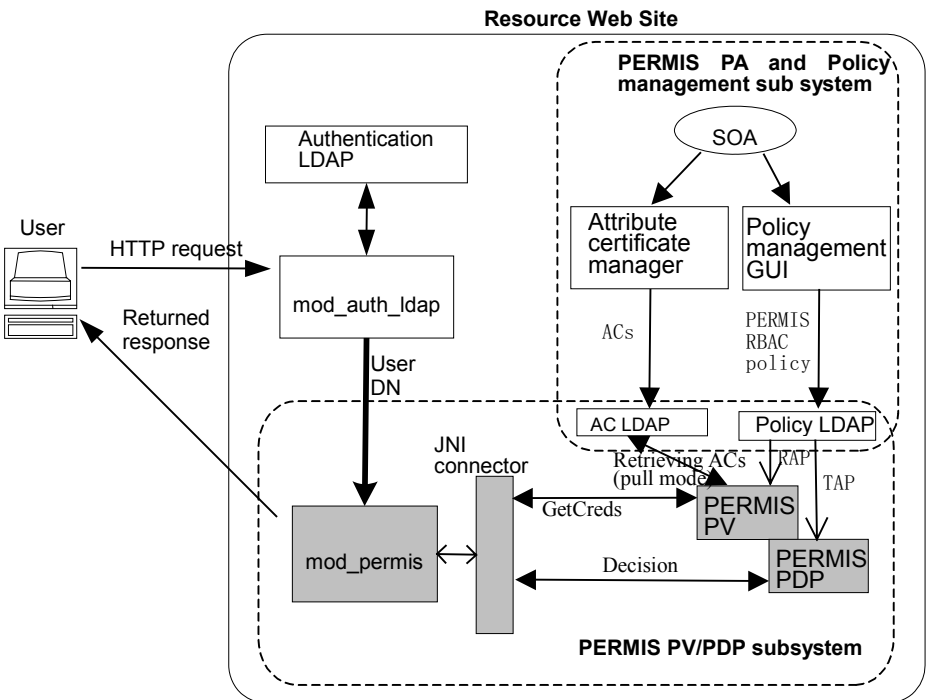 Resource Web Site
PERMIS PA and Policy
management sub system
SOA
Authentication
LDAP
Attribute
certificate
manager
Policy
management
GUI
User
HTTP request
mod_auth_ldap
Returned
response
ACs
PERMIS
RBAC
policy
User
DN
AC LDAP
Policy LDAP
JNI
connector
Retrieving ACs
(pull mode)
RAP
TAP
GetCreds
PERMIS
PV
mod_permis
Decision
PERMIS
PDP
PERMIS PV/PDP subsystem